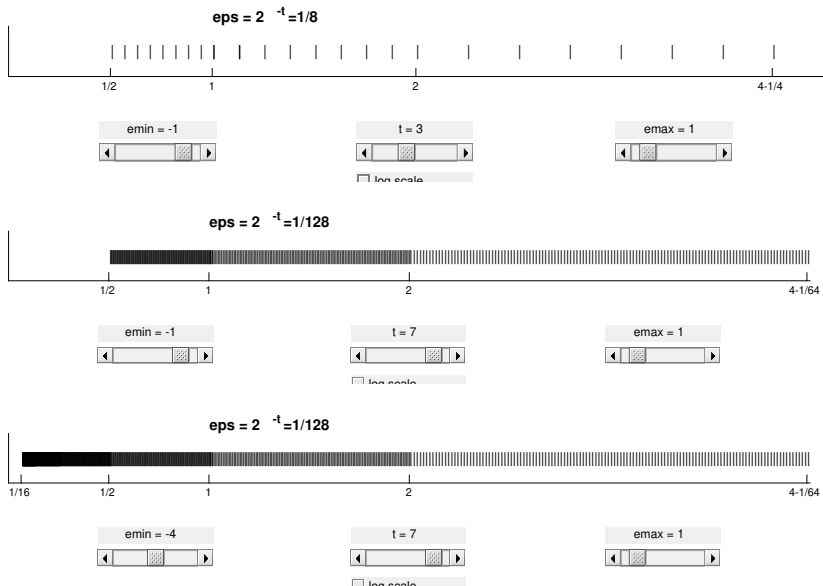 eps = 2 -t =1/8
1/2 1 2 4-1/4
emin = -1 t = 3 emax = 1
log scale
eps = 2 -t =1/128
1/2 1 2 4-1/64
emin = -1 t = 7 emax = 1
log scale
eps = 2 -t =1/128
1/16 1/2 1 2 4-1/64
emin = -4 t = 7 emax = 1
log scale